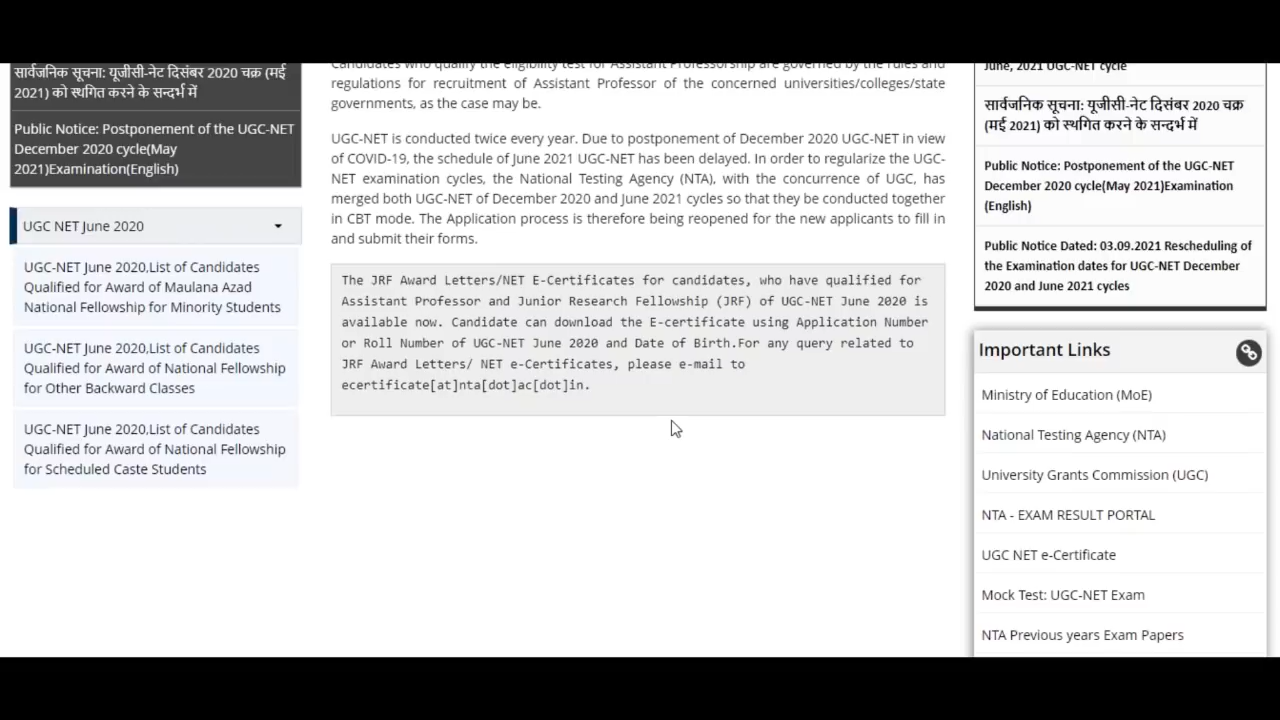 सार्वजनिक सूचना: यूजीसी-नेट दिसंबर 2020 चक्र (मई
2021) को स्थगित करने के सन्दर्भ में
Public Notice: Postponement of the UGC-NET
December 2020 cycle(May
2021)Examination(English)
UGC NET June 2020
UGC-NET June 2020,List of Candidates
Qualified for Award of Maulana Azad
National Fellowship for Minority Students
UGC-NET June 2020,List of Candidates
Qualified for Award of National Fellowship
for Other Backward Classes
UGC-NET June 2020,List of Candidates
Qualified for Award of National Fellowship
for Scheduled Caste Students
Candidates who qualify the eligibility test for Assistant Professorship are governed by the rules and
regulations for recruitment of Assistant Professor of the concerned universities/colleges/state
governments, as the case may be.
UGC-NET is conducted twice every year. Due to postponement of December 2020 UGC-NET in view
of COVID-19, the schedule of June 2021 UGC-NET has been delayed. In order to regularize the UGC-
NET examination cycles, the National Testing Agency (NTA), with the concurrence of UGC, has
merged both UGC-NET of December 2020 and June 2021 cycles so that they be conducted together
in CBT mode. The Application process is therefore being reopened for the new applicants to fill in
and submit their forms.
The JRF Award Letters/NET E-Certificates for candidates, who have qualified for
Assistant Professor and Junior Research Fellowship (JRF) of UGC-NET June 2020 is
available now. Candidate can download the E-certificate using Application Number
or Roll Number of UGC-NET June 2020 and Date of Birth.For any query related to
JRF Award Letters/ NET e-Certificates, please e-mail to
ecertificate[at]nta[dot]ac[dot]in.
June, 2021 UGC-NET cycle
सार्वजनिक सूचना: यूजीसी-नेट दिसंबर 2020 चक्र
(मई 2021) को स्थगित करने के सन्दर्भ में
Public Notice: Postponement of the UGC-NET
December 2020 cycle(May 2021)Examination
(English)
Public Notice Dated: 03.09.2021 Rescheduling of
the Examination dates for UGC-NET December
2020 and June 2021 cycles
Important Links
Ministry of Education (MoE)
National Testing Agency (NTA)
University Grants Commission (UGC)
NTA - EXAM RESULT PORTAL
UGC NET e-Certificate
Mock Test: UGC-NET Exam
NTA Previous years Exam Papers